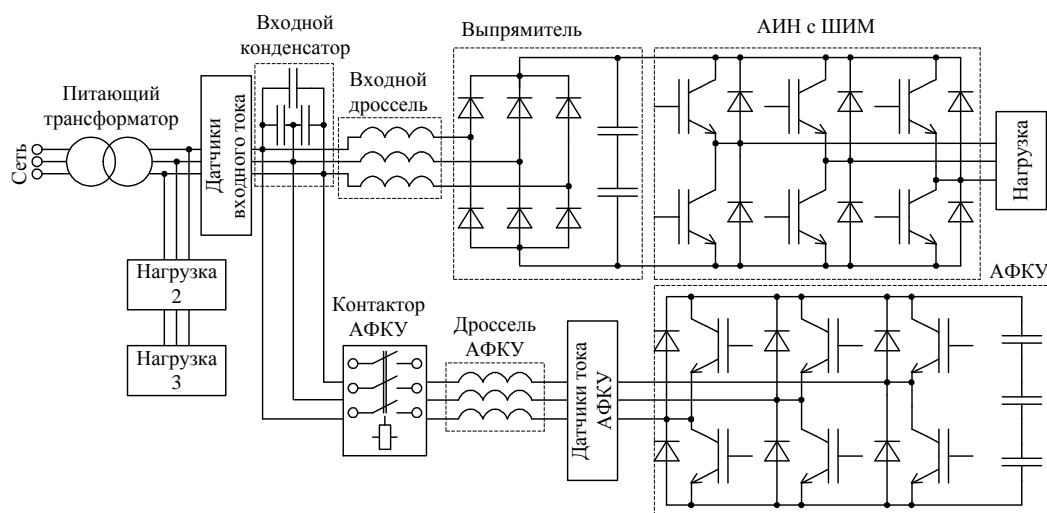 Входной
конденсатор
Выпрямитель
АИН с ШИМ
Питающий
трансформатор
Датчики
входного тока
Входной
дроссель
Сеть
Нагрузка
Нагрузка
2
Нагрузка
3
АФКУ
Контактор
АФКУ
Дроссель
АФКУ
Датчики тока
АФКУ